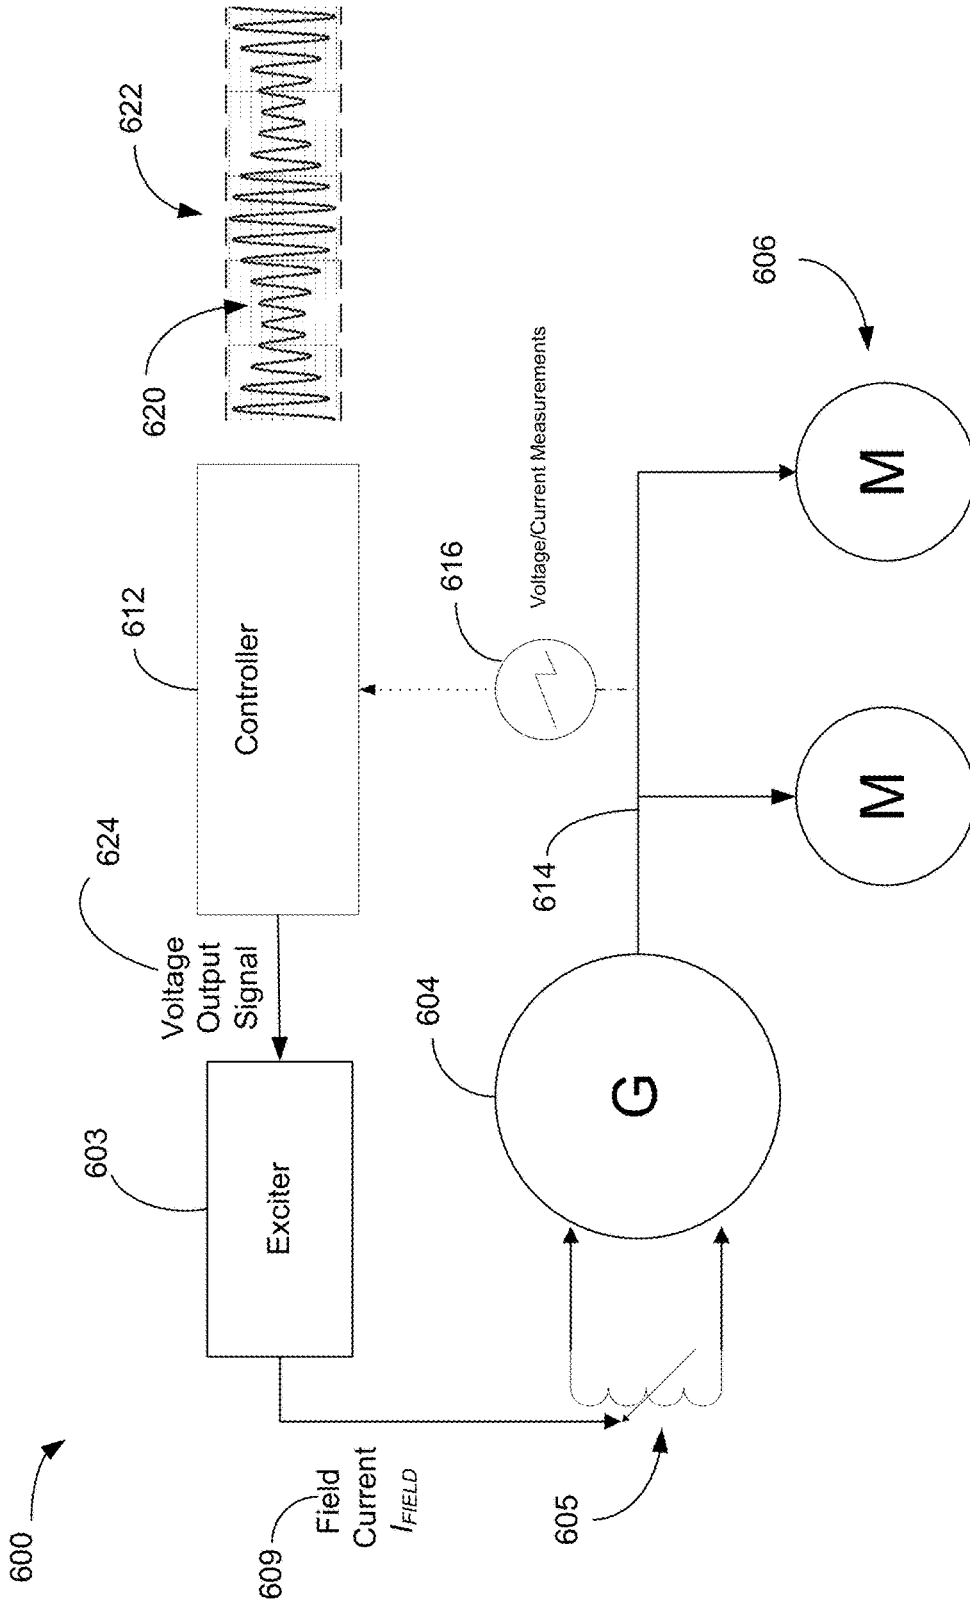 600
609
Field
Current
I_FIELD
603
Exciter
624
Voltage
Output
Signal
612
Controller
620
622
616
Voltage/Current Measurements
605
604
G
614
606
M
M